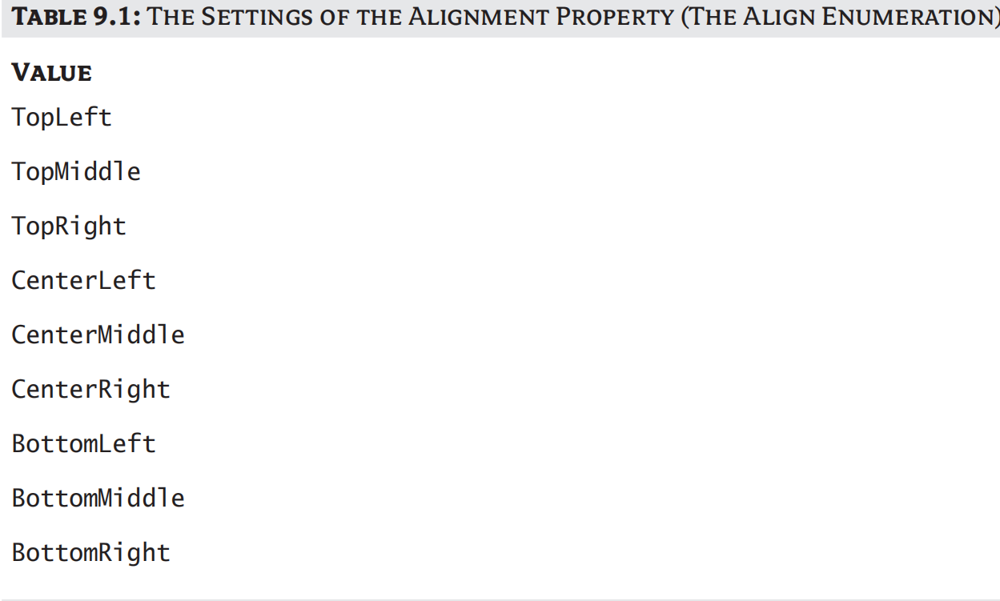 TABLE 9.1: THE SETTINGS OF THE ALIGNMENT PROPERTY (THE ALIGN ENUMERATION)
VALUE
TopLeft
TopMiddle
TopRight
CenterLeft
CenterMiddle
CenterRight
BottomLeft
BottomMiddle
BottomRight